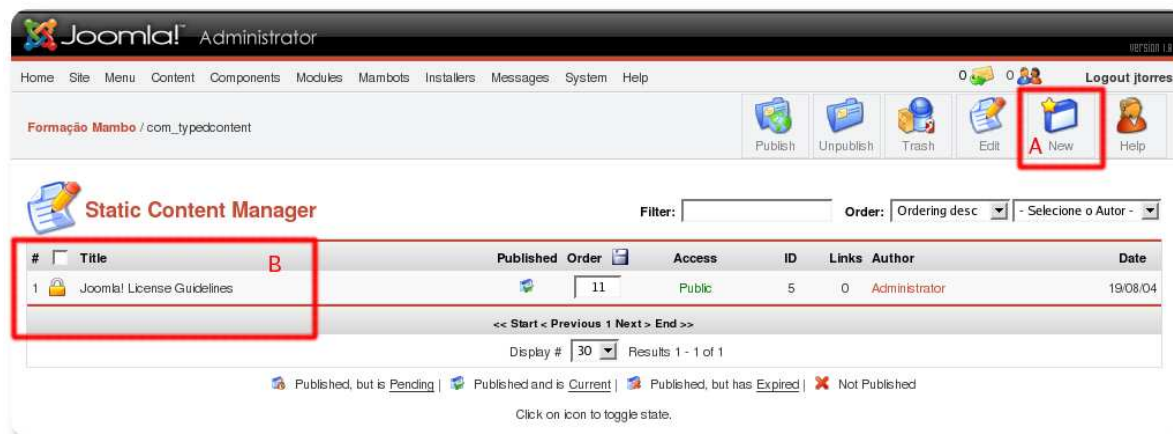 Joomla! Administrator
version 1.0
Home Site Menu Content Components Modules Mambots Installers Messages System Help 0 0 Logout jtorres
Formação Mambo / com_typedcontent
Publish Unpublish Trash Edit A New Help
Static Content Manager Filter: Order: Ordering desc - Selecione o Autor -
# Title B Published Order Access ID Links Author Date
1 Joomla! License Guidelines 11 Public 5 0 Administrator 19/08/04
<< Start < Previous 1 Next > End >>
Display # 30 Results 1 - 1 of 1
Published, but is Pending | Published and is Current | Published, but has Expired | Not Published
Click on icon to toggle state.